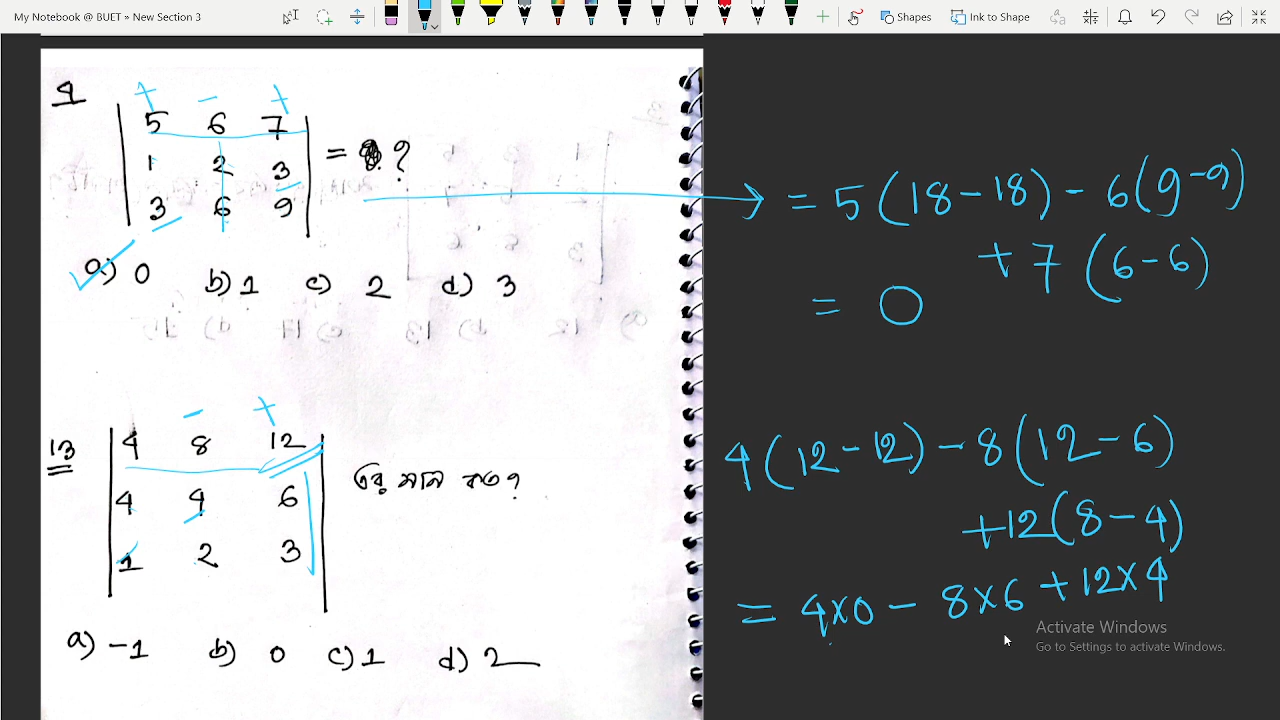 My Notebook @ BUET » New Section 3
Shapes
Ink to Shape
9
+ - +
5 6 7
1 2 3 = ?
3 6 9
a) 0 b) 1 c) 2 d) 3
= 5(18-18) - 6(9-9)
+ 7 (6-6)
= 0
- +
13
4 8 12
4 4 6 এর মান কত?
1 2 3
a) -1 b) 0 c) 1 d) 2
4(12-12) - 8(12-6)
+12(8-4)
= 4×0 - 8×6 + 12×4
Activate Windows
Go to Settings to activate Windows.